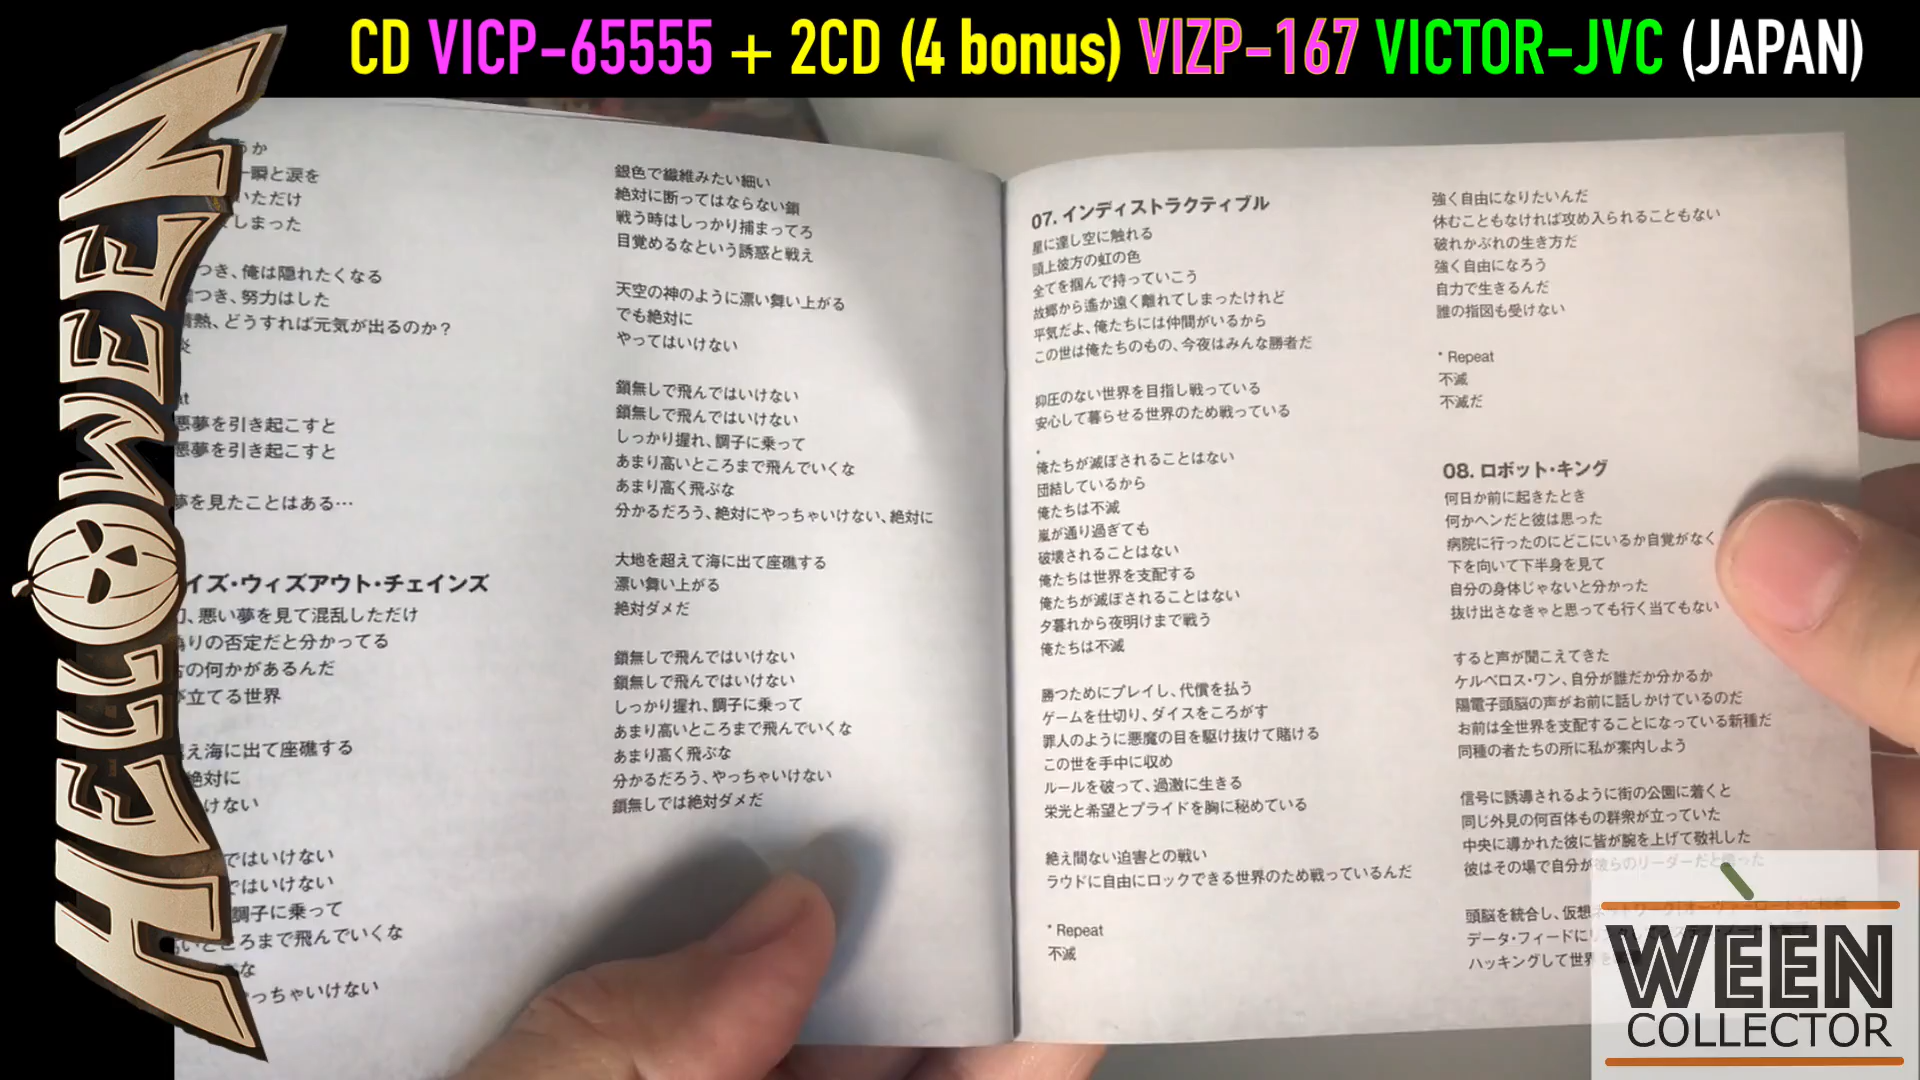 CD VICP-65555 + 2CD (4 bonus) VIZP-167 VICTOR-JVC (JAPAN)
HELLOWEEN
うか
一瞬と涙を
いただけ
しまった
つき、俺は隠れたくなる
つき、努力はした
情熱、どうすれば元気が出るのか?
炎
悪夢を引き起こすと
悪夢を引き起こすと
夢を見たことはある…
イズ・ウィズアウト・チェインズ
、悪い夢を見て混乱しただけ
りの否定だと分かってる
の何かがあるんだ
が立てる世界
え海に出て座礁する
絶対に
けない
ではいけない
ではいけない
調子に乗って
いところまで飛んでいくな
な
やっちゃいけない
銀色で繊維みたい細い
絶対に断ってはならない鎖
戦う時はしっかり捕まってろ
目覚めるなという誘惑と戦え
天空の神のように漂い舞い上がる
でも絶対に
やってはいけない
鎖無しで飛んではいけない
鎖無しで飛んではいけない
しっかり握れ、調子に乗って
あまり高いところまで飛んでいくな
あまり高く飛ぶな
分かるだろう、絶対にやっちゃいけない、絶対に
大地を超えて海に出て座礁する
漂い舞い上がる
絶対ダメだ
鎖無しで飛んではいけない
鎖無しで飛んではいけない
しっかり握れ、調子に乗って
あまり高いところまで飛んでいくな
あまり高く飛ぶな
分かるだろう、やっちゃいけない
鎖無しでは絶対ダメだ
07. インディストラクティブル
星に達し空に触れる
頭上彼方の虹の色
全てを掴んで持っていこう
故郷から遙か遠く離れてしまったけれど
平気だよ、俺たちには仲間がいるから
この世は俺たちのもの、今夜はみんな勝者だ
抑圧のない世界を目指し戦っている
安心して暮らせる世界のため戦っている
*
俺たちが滅ぼされることはない
団結しているから
俺たちは不滅
嵐が通り過ぎても
破壊されることはない
俺たちは世界を支配する
俺たちが滅ぼされることはない
夕暮れから夜明けまで戦う
俺たちは不滅
勝つためにプレイし、代償を払う
ゲームを仕切り、ダイスをころがす
罪人のように悪魔の目を駆け抜けて賭ける
この世を手中に収め
ルールを破って、過激に生きる
栄光と希望とプライドを胸に秘めている
絶え間ない迫害との戦い
ラウドに自由にロックできる世界のため戦っているんだ
* Repeat
不滅
強く自由になりたいんだ
休むこともなければ攻め入られることもない
破れかぶれの生き方だ
強く自由になろう
自力で生きるんだ
誰の指図も受けない
* Repeat
不滅
不滅だ
08. ロボット・キング
何日か前に起きたとき
何かヘンだと彼は思った
病院に行ったのにどこにいるか自覚がなく
下を向いて下半身を見て
自分の身体じゃないと分かった
抜け出さなきゃと思っても行く当てもない
すると声が聞こえてきた
ケルベロス・ワン、自分が誰だか分かるか
陽電子頭脳の声がお前に話しかけているのだ
お前は全世界を支配することになっている新種だ
同種の者たちの所に私が案内しよう
信号に誘導されるように街の公園に着くと
同じ外見の何百体もの群衆が立っていた
中央に導かれた彼に皆が腕を上げて敬礼した
彼はその場で自分が彼らのリーダーだと思った
頭脳を統合し、仮想
データ・フィードに
ハッキングして世界
WEEN
COLLECTOR